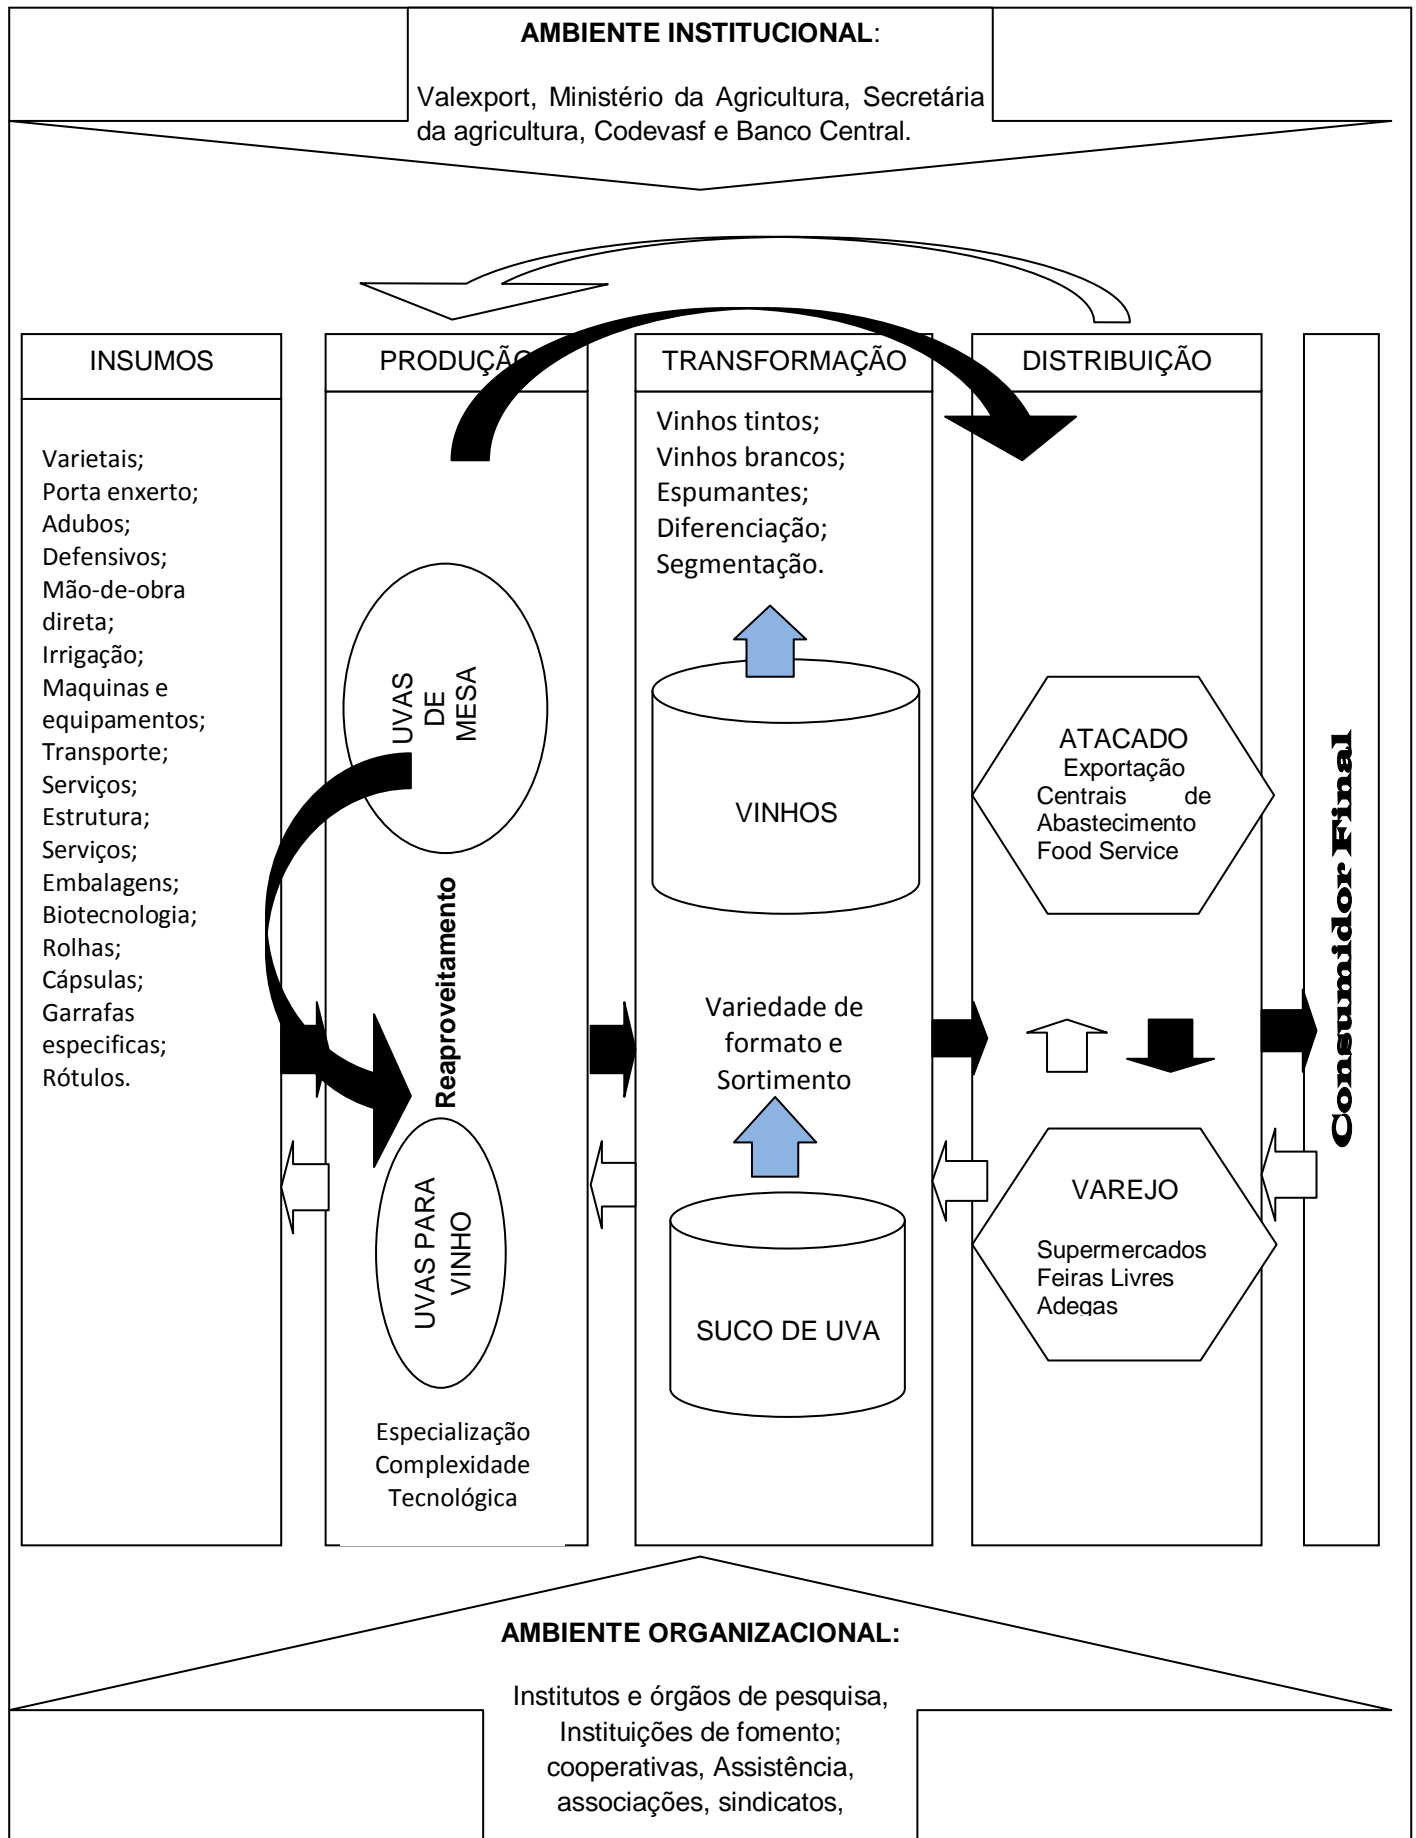 AMBIENTE INSTITUCIONAL:
Valexport, Ministério da Agricultura, Secretária
da agricultura, Codevasf e Banco Central.
INSUMOS
Varietais;
Porta enxerto;
Adubos;
Defensivos;
Mão-de-obra
direta;
Irrigação;
Maquinas e
equipamentos;
Transporte;
Serviços;
Estrutura;
Serviços;
Embalagens;
Biotecnologia;
Rolhas;
Cápsulas;
Garrafas
especificas;
Rótulos.
PRODUÇÃO
UVAS
DE
MESA
Reaproveitamento
UVAS PARA
VINHO
Especialização
Complexidade
Tecnológica
TRANSFORMAÇÃO
Vinhos tintos;
Vinhos brancos;
Espumantes;
Diferenciação;
Segmentação.
VINHOS
Variedade de
formato e
Sortimento
SUCO DE UVA
DISTRIBUIÇÃO
ATACADO
Exportação
Centrais de
Abastecimento
Food Service
VAREJO
Supermercados
Feiras Livres
Adegas
Consumidor Final
AMBIENTE ORGANIZACIONAL:
Institutos e órgãos de pesquisa,
Instituições de fomento;
cooperativas, Assistência,
associações, sindicatos,